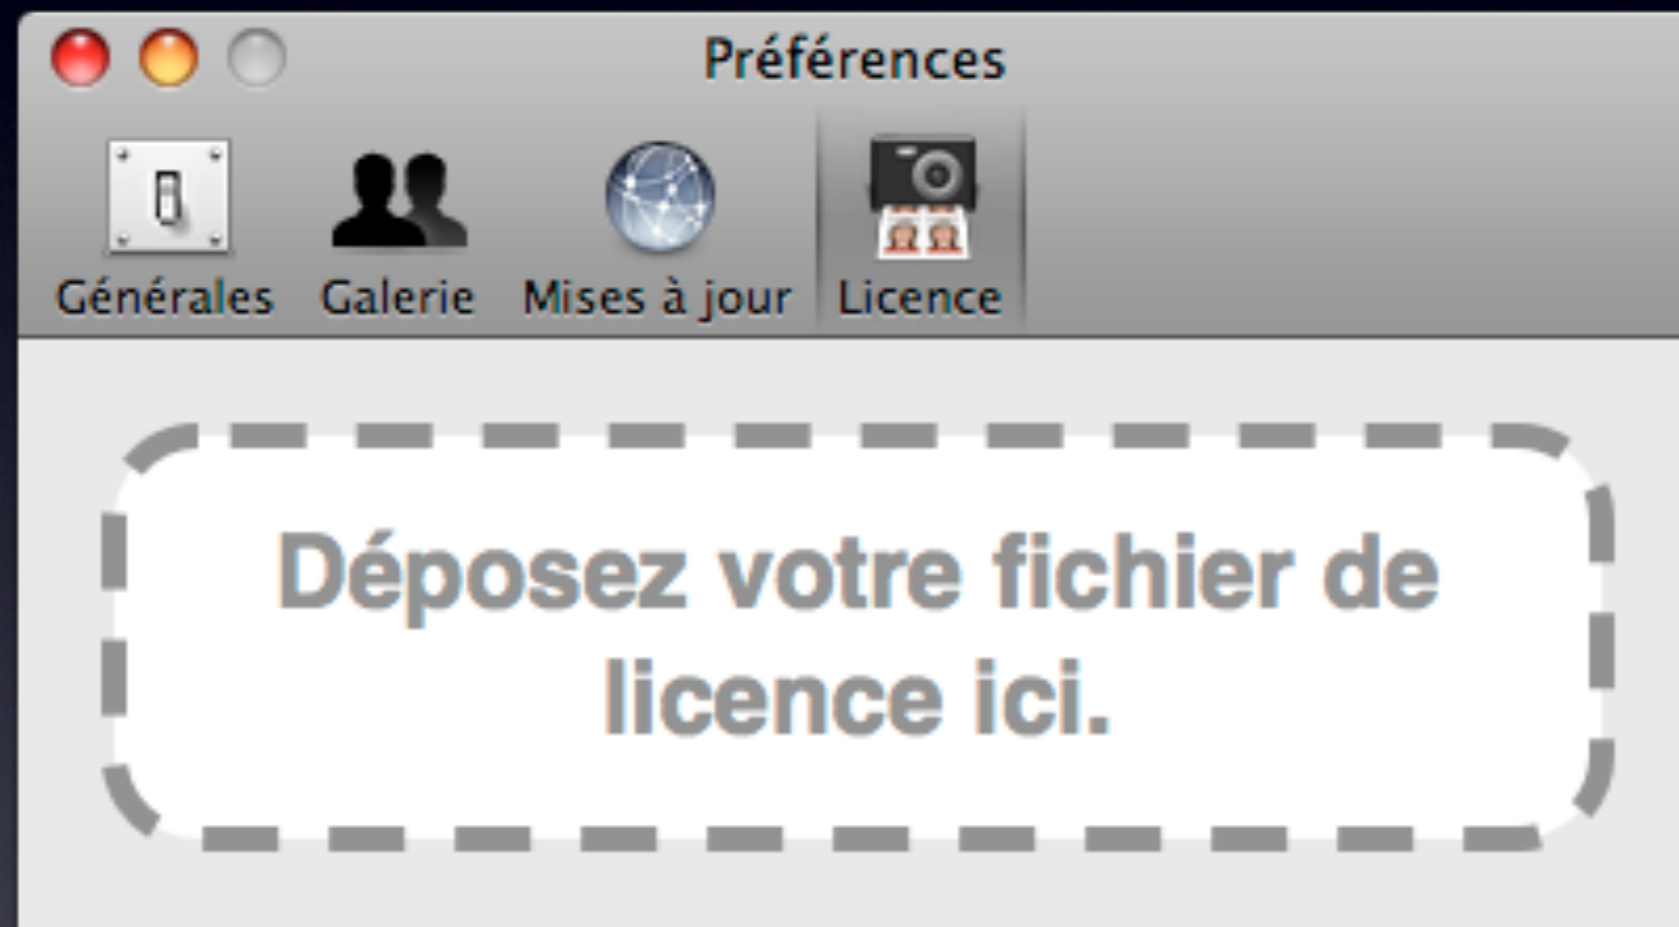 Préférences
Générales Galerie Mises à jour Licence
Déposez votre fichier de
licence ici.